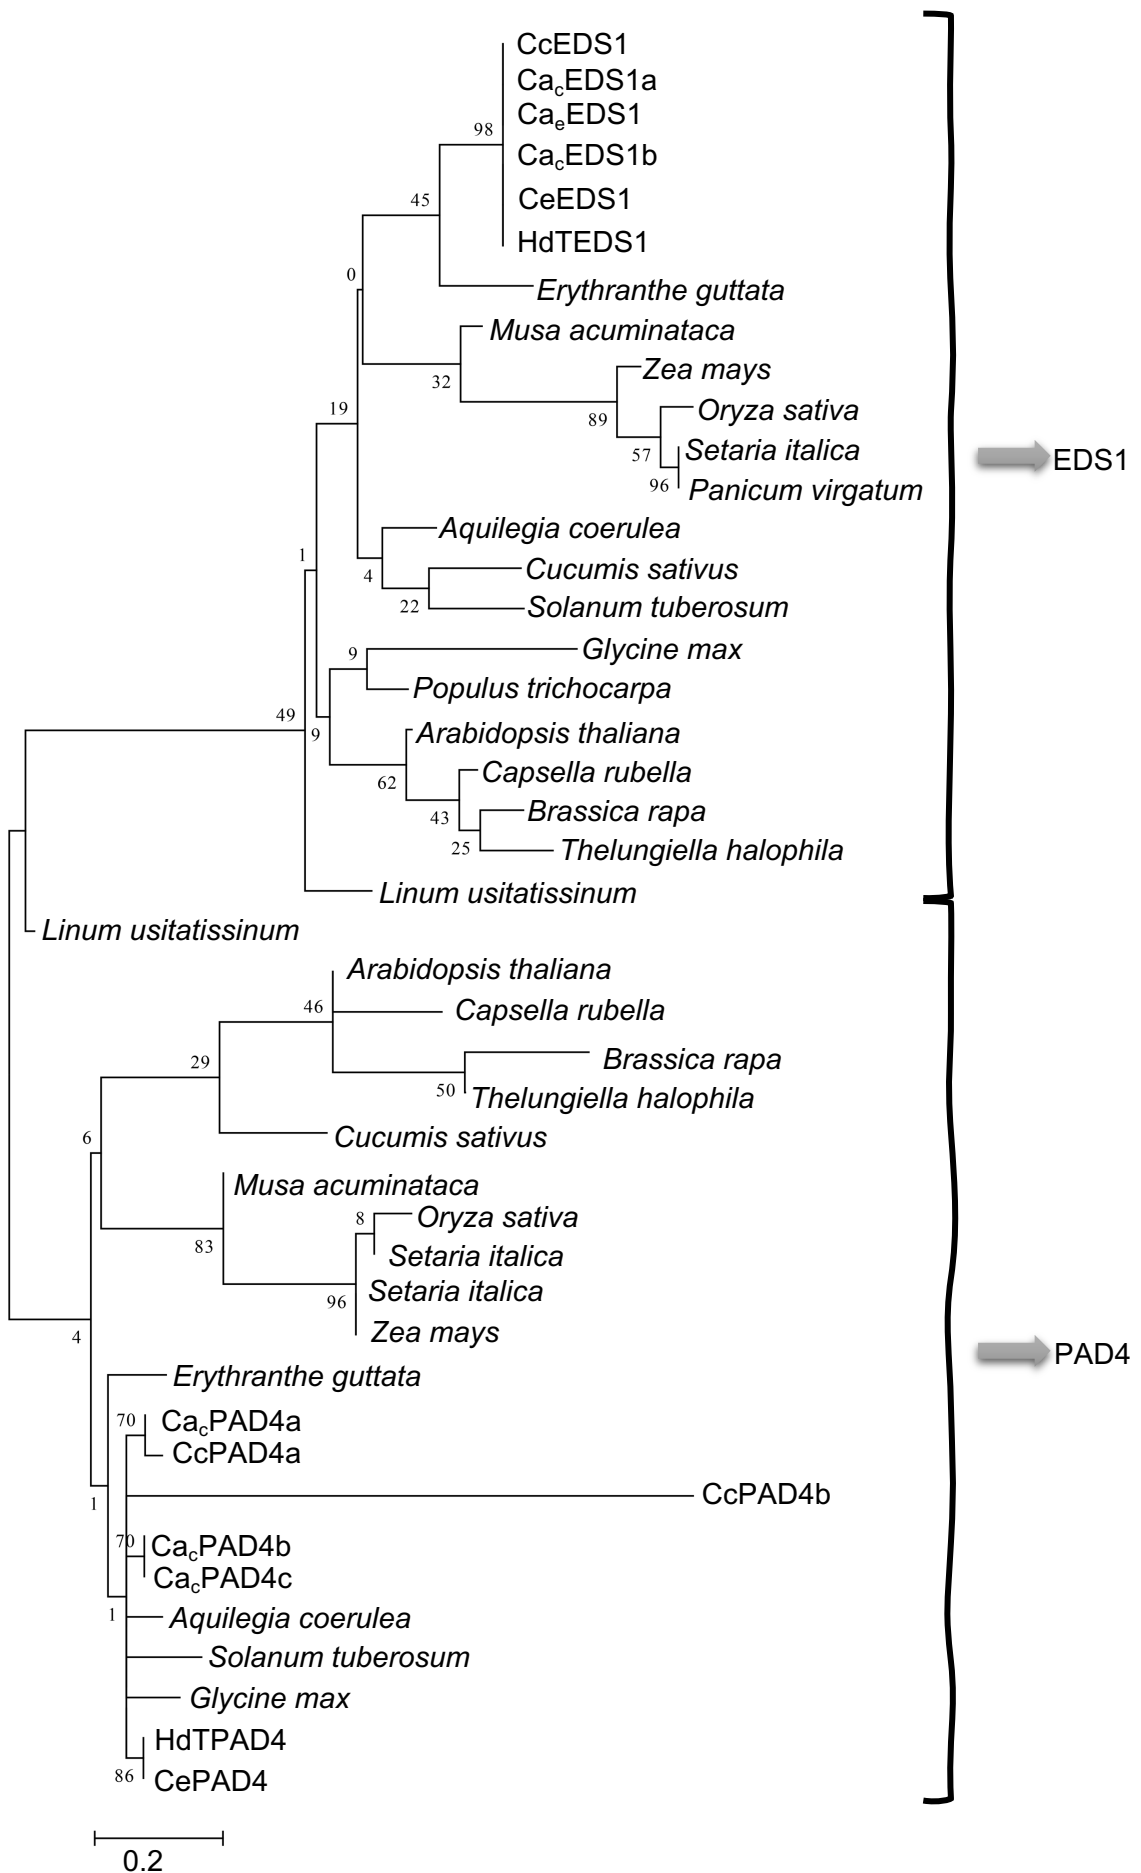 CcEDS1
CacEDS1a
CaeEDS1
98
CacEDS1b
CeEDS1
45
HdTEDS1
0
Erythranthe guttata
Musa acuminataca
Zea mays
32
19
Oryza sativa
89
Setaria italica
57
EDS1
96
Panicum virgatum
Aquilegia coerulea
1
Cucumis sativus
4
22
Solanum tuberosum
9
Glycine max
Populus trichocarpa
49
9
Arabidopsis thaliana
Capsella rubella
62
Brassica rapa
43
25
Thelungiella halophila
Linum usitatissinum
Linum usitatissinum
Arabidopsis thaliana
46
Capsella rubella
29
Brassica rapa
50
Thelungiella halophila
6
Cucumis sativus
Musa acuminataca
8
Oryza sativa
83
Setaria italica
Setaria italica
96
Zea mays
4
PAD4
Erythranthe guttata
70
CacPAD4a
CcPAD4a
CcPAD4b
1
70
CacPAD4b
CacPAD4c
1
Aquilegia coerulea
Solanum tuberosum
Glycine max
HdTPAD4
86
CePAD4
0.2